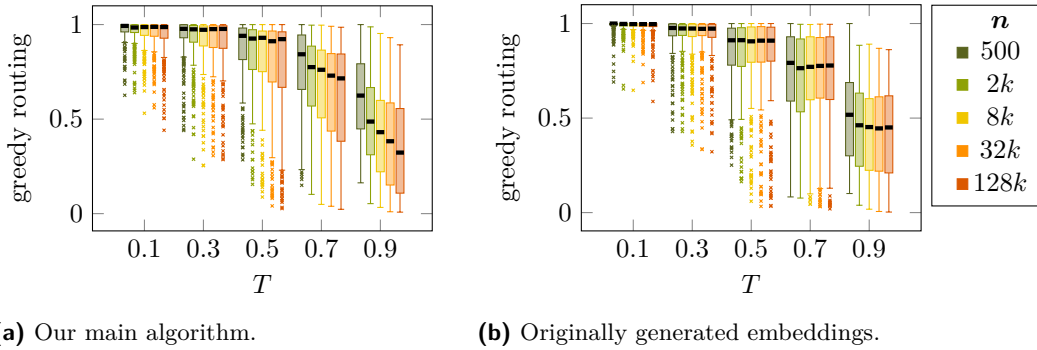 greedy routing
1
0.5
0
0.1 0.3 0.5 0.7 0.9
T
(a) Our main algorithm.
greedy routing
1
0.5
0
0.1 0.3 0.5 0.7 0.9
T
(b) Originally generated embeddings.
n
500
2k
8k
32k
128k